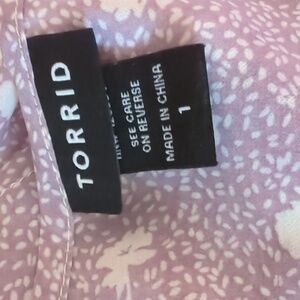 TORRID
SEE CARE
ON REVERSE
MADE IN CHINA
1